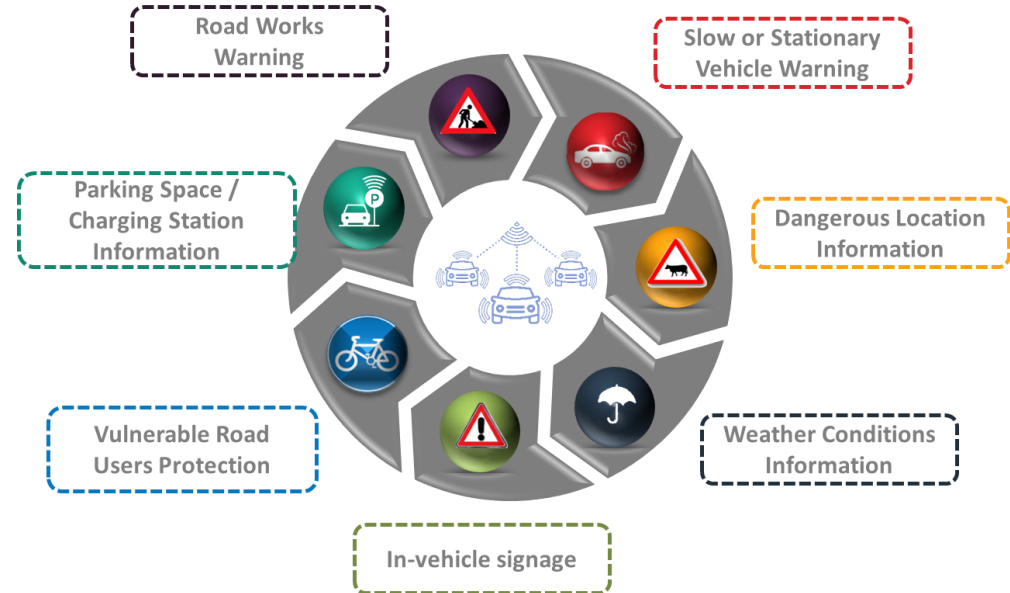 Road Works
Warning
Slow or Stationary
Vehicle Warning
Parking Space /
Charging Station
Information
P
Dangerous Location
Information
Vulnerable Road
Users Protection
Weather Conditions
Information
In-vehicle signage